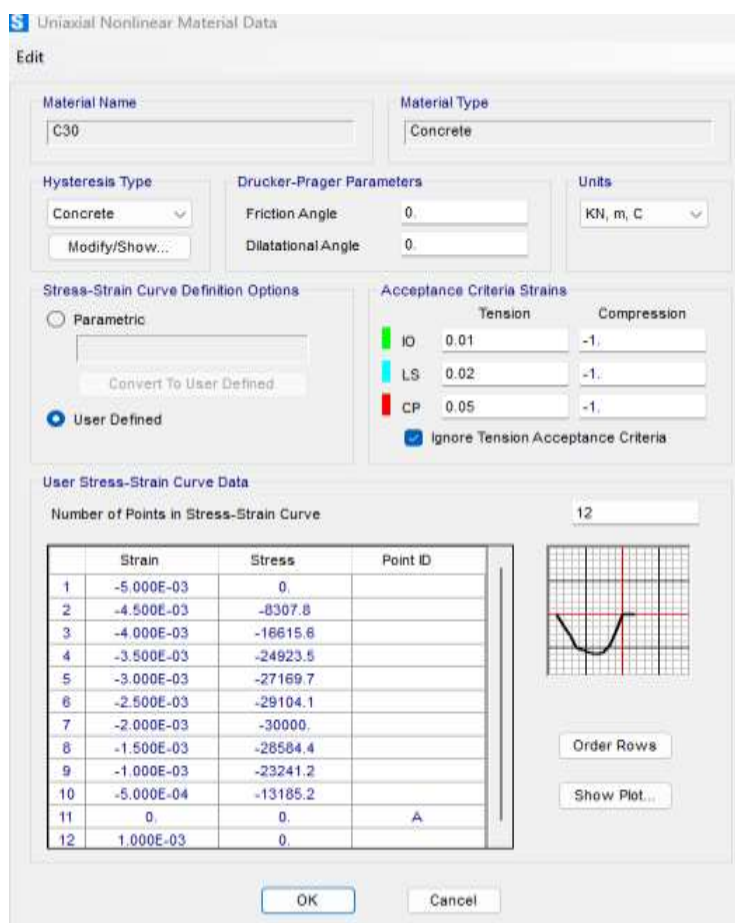 S Uniaxial Nonlinear Material Data
Edit
Material Name
C30
Material Type
Concrete
Hysteresis Type
Concrete
Modify/Show...
Drucker-Prager Parameters
Friction Angle 0.
Dilatational Angle 0.
Units
KN, m, C
Stress-Strain Curve Definition Options
Parametric
Convert To User Defined
User Defined
Acceptance Criteria Strains
Tension Compression
IO 0.01 -1.
LS 0.02 -1.
CP 0.05 -1.
Ignore Tension Acceptance Criteria
User Stress-Strain Curve Data
Number of Points in Stress-Strain Curve 12
Strain Stress Point ID
1 -5.000E-03 0.
2 -4.500E-03 -8307.8
3 -4.000E-03 -16615.6
4 -3.500E-03 -24923.5
5 -3.000E-03 -27169.7
6 -2.500E-03 -29104.1
7 -2.000E-03 -30000.
8 -1.500E-03 -28584.4
9 -1.000E-03 -23241.2
10 -5.000E-04 -13185.2
11 0. 0. A
12 1.000E-03 0.
Order Rows
Show Plot...
OK Cancel